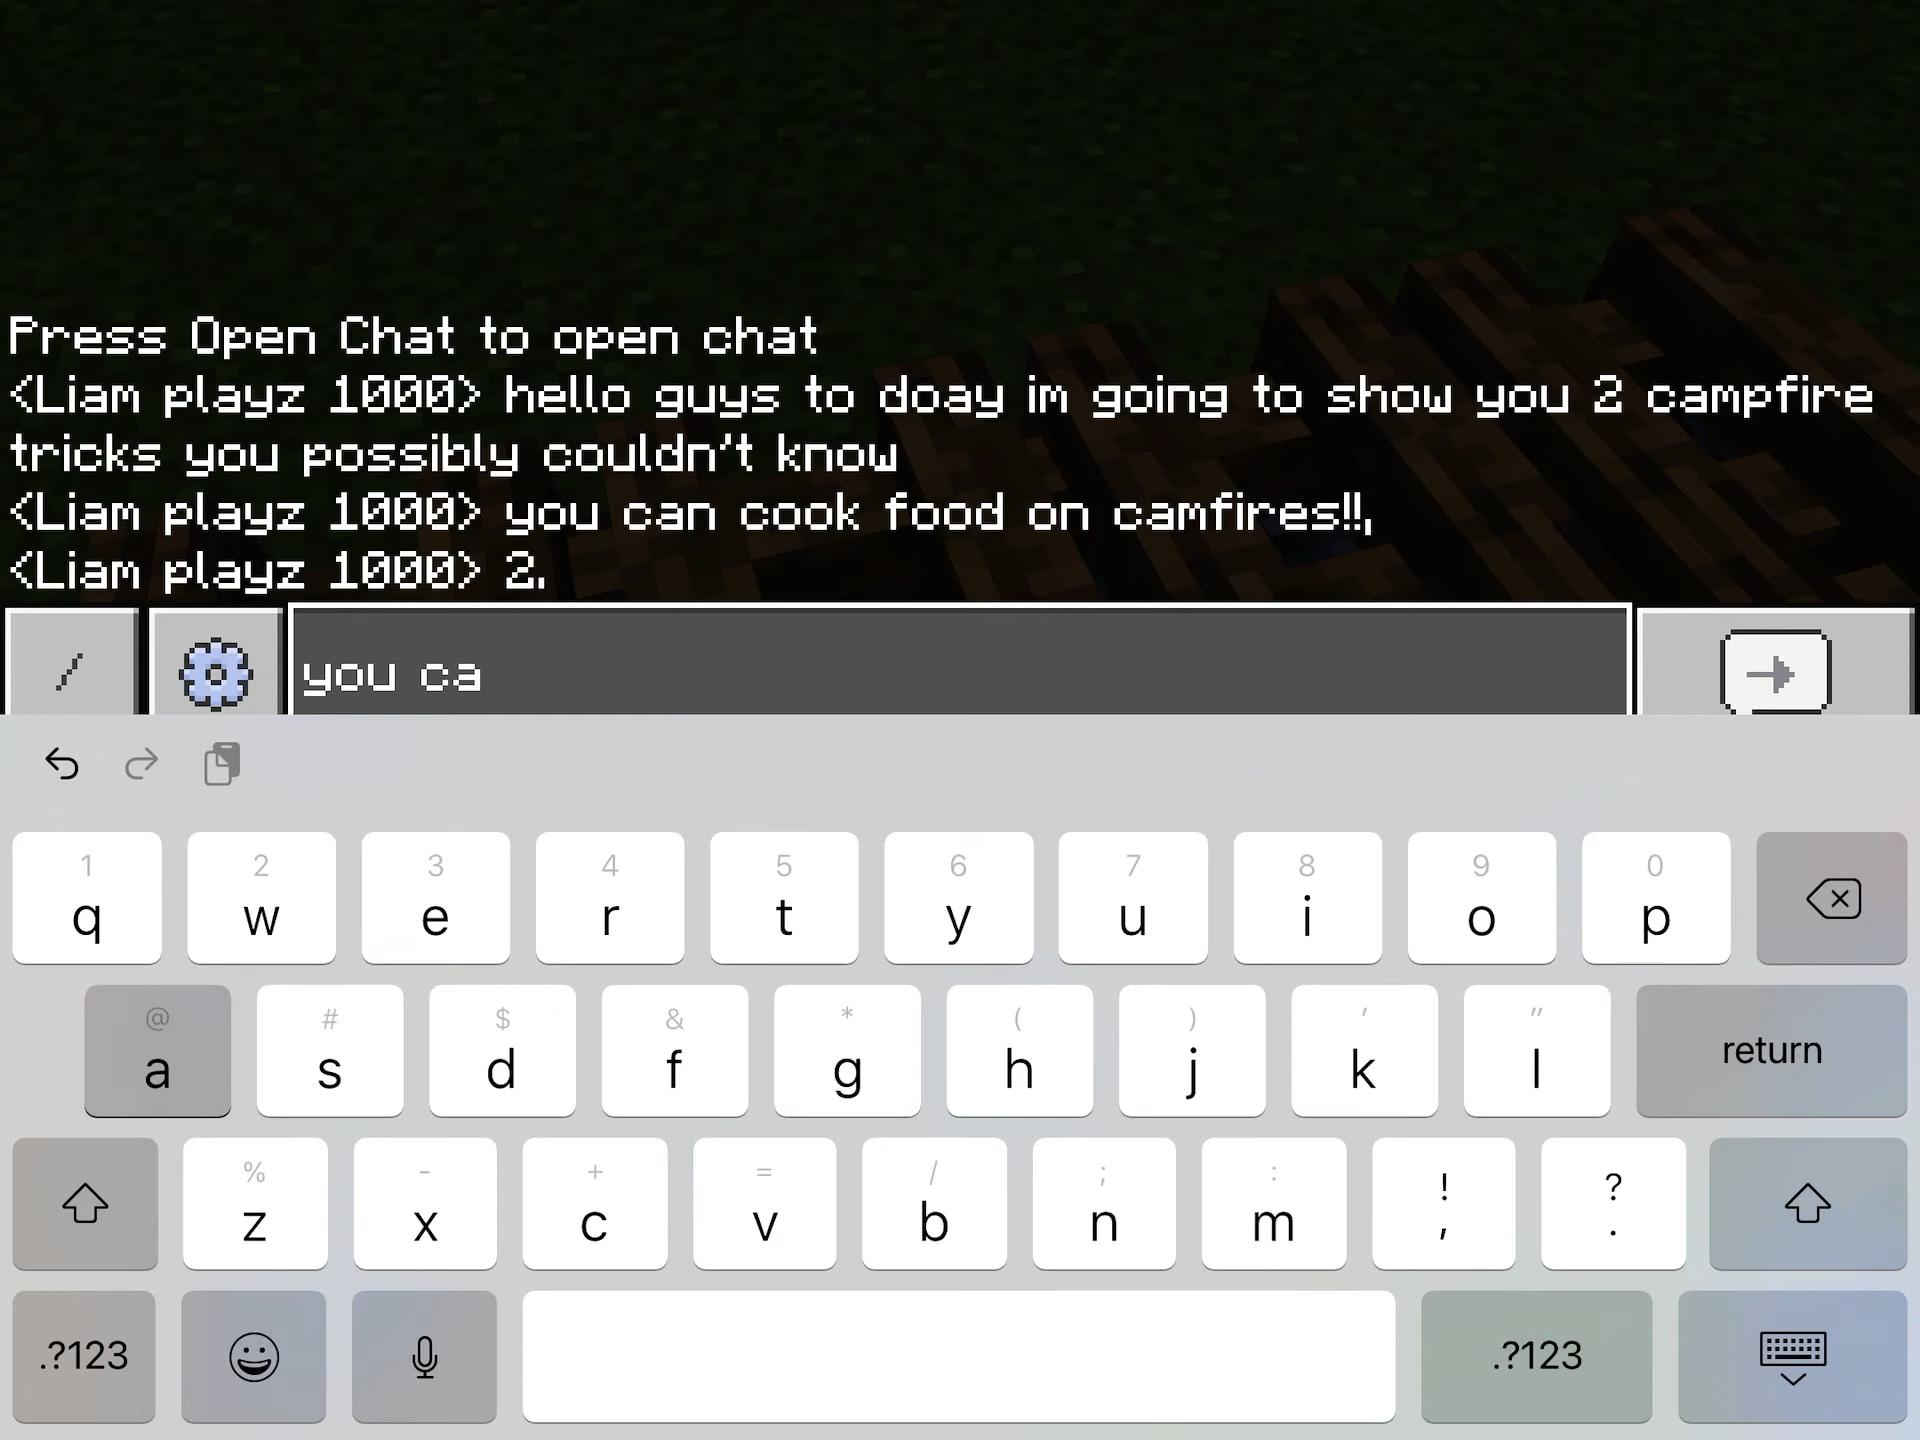 Press Open Chat to open chat
<Liam playz 1000> hello guys to doay im going to show you 2 campfire
tricks you possibly couldn't know
<Liam playz 1000> you can cook food on camfires!!,
<Liam playz 1000> 2.
/
you ca
1 2 3 4 5 6 7 8 9 0
q w e r t y u i o p
@ # $ & * ( ) ' "
a s d f g h j k l return
% - + = / ; : ! ?
z x c v b n m , .
.?123 .?123